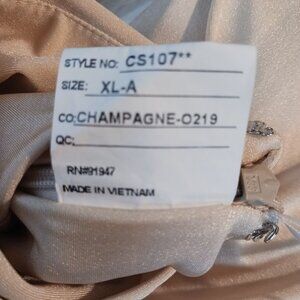 STYLE NO: CS107**
SIZE: XL-A
CO: CHAMPAGNE-O219
QC:
RN#91947
MADE IN VIETNAM